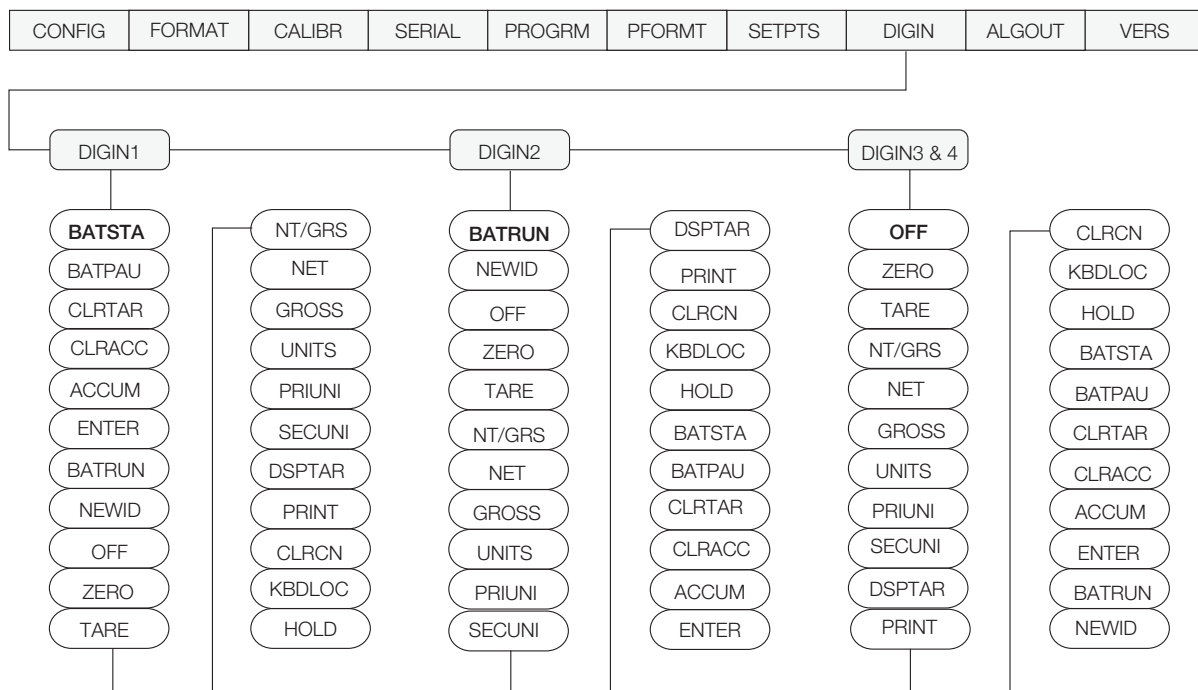 CONFIG FORMAT CALIBR SERIAL PROGRM PFORMT SETPTS DIGIN ALGOUT VERS
DIGIN1 DIGIN2 DIGIN3 & 4
BATSTA NT/GRS BATRUN DSPTAR OFF CLRCN
BATPAU NET NEWID PRINT ZERO KBDLOC
CLRTAR GROSS OFF CLRCN TARE HOLD
CLRACC UNITS ZERO KBDLOC NT/GRS BATSTA
ACCUM PRIUNI TARE HOLD NET BATPAU
ENTER SECUNI NT/GRS BATSTA GROSS CLRTAR
BATRUN DSPTAR NET BATPAU UNITS CLRACC
NEWID PRINT GROSS CLRTAR PRIUNI ACCUM
OFF CLRCN UNITS CLRACC SECUNI ENTER
ZERO KBDLOC PRIUNI ACCUM DSPTAR BATRUN
TARE HOLD SECUNI ENTER PRINT NEWID